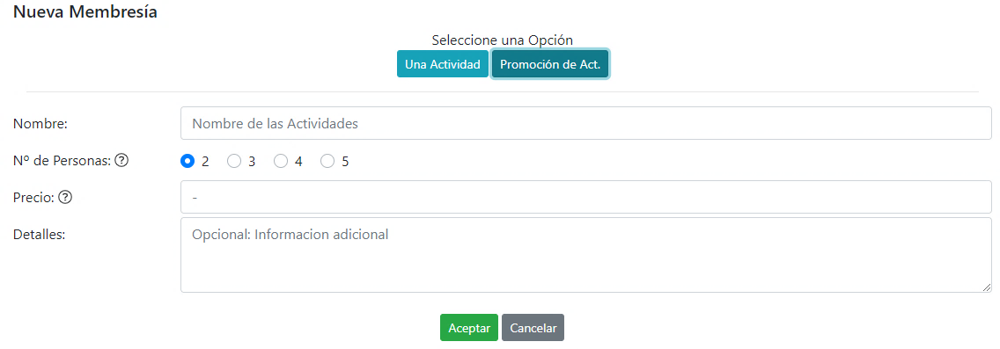 Nueva Membresía
Seleccione una Opción
Una Actividad Promoción de Act.
Nombre: Nombre de las Actividades
Nº de Personas: ? 2 3 4 5
Precio: ? -
Detalles: Opcional: Informacion adicional
Aceptar Cancelar